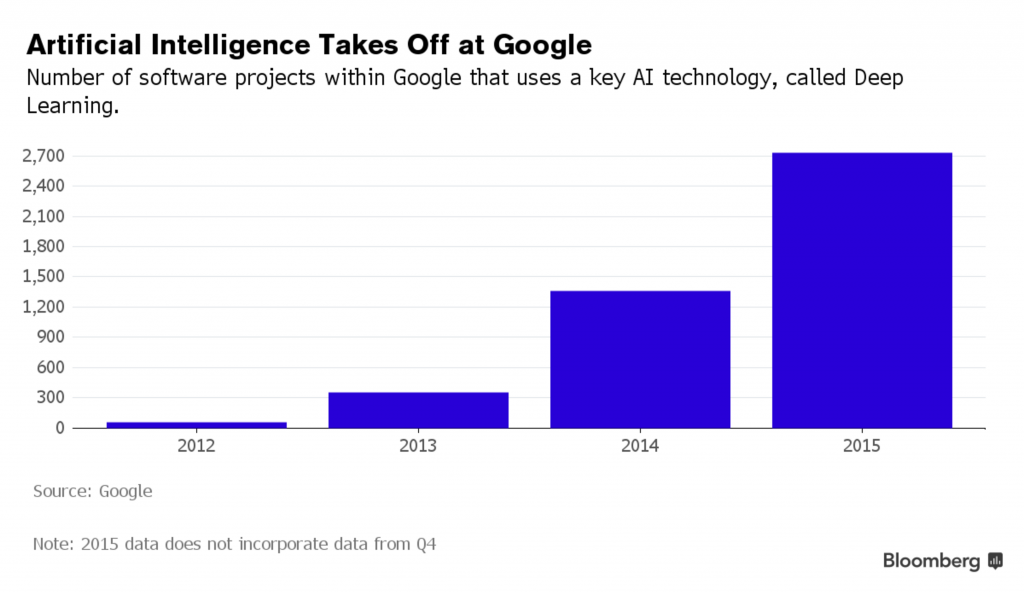 Artificial Intelligence Takes Off at Google
Number of software projects within Google that uses a key AI technology, called Deep
Learning.
2,700
2,400
2,100
1,800
1,500
1,200
900
600
300
0
2012 2013 2014 2015
Source: Google
Note: 2015 data does not incorporate data from Q4
Bloomberg